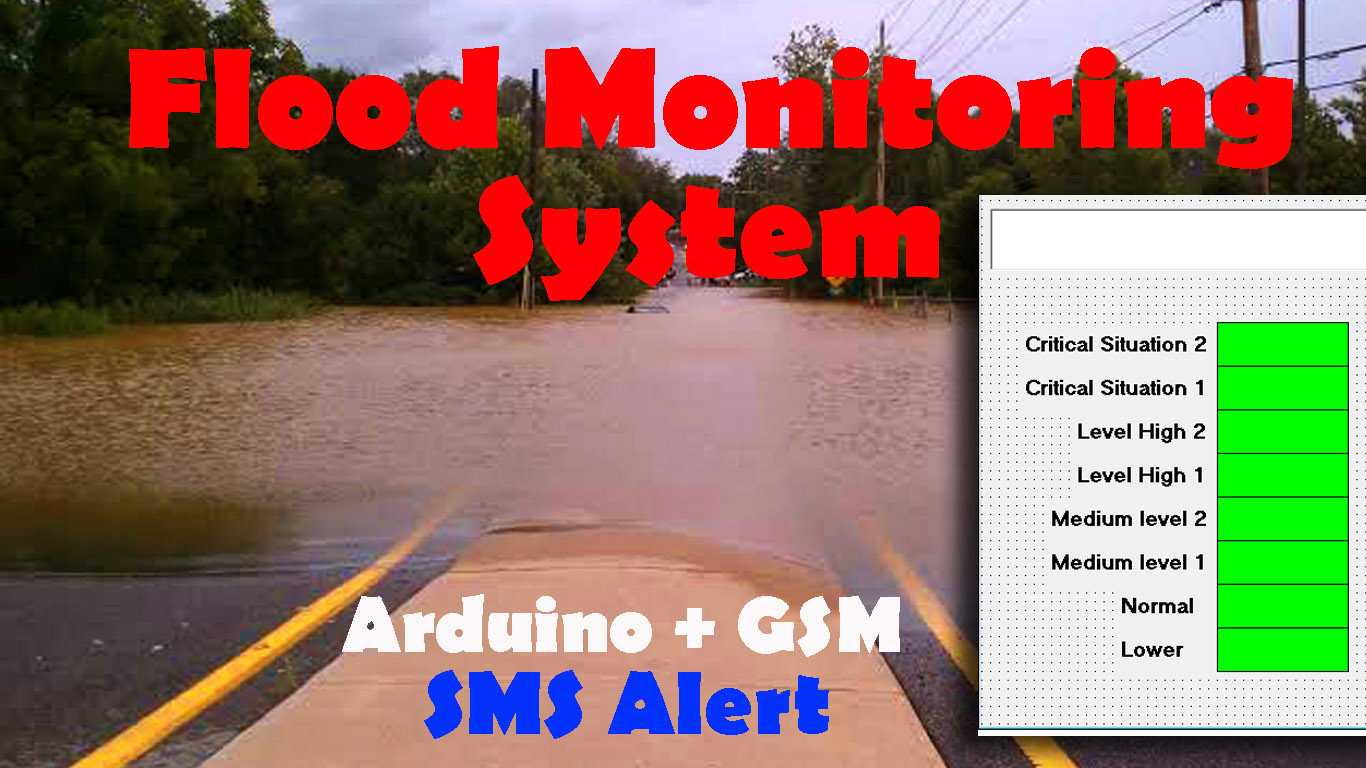 Flood Monitoring
System
Critical Situation 2
Critical Situation 1
Level High 2
Level High 1
Medium level 2
Medium level 1
Normal
Lower
Arduino + GSM
SMS Alert